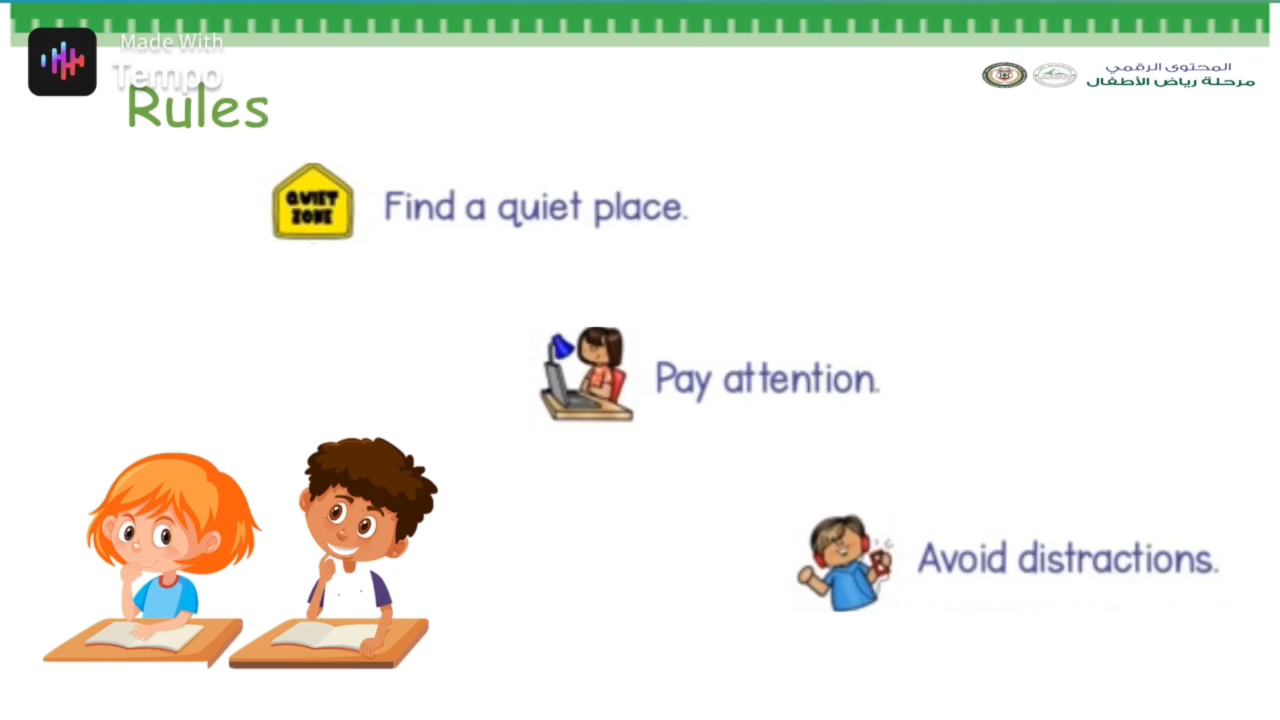 Made With
Tempo
المحتوى الرقمي
مرحلة رياض الأطفال
Rules
QUIET
ZONE
Find a quiet place.
Pay attention.
Avoid distractions.